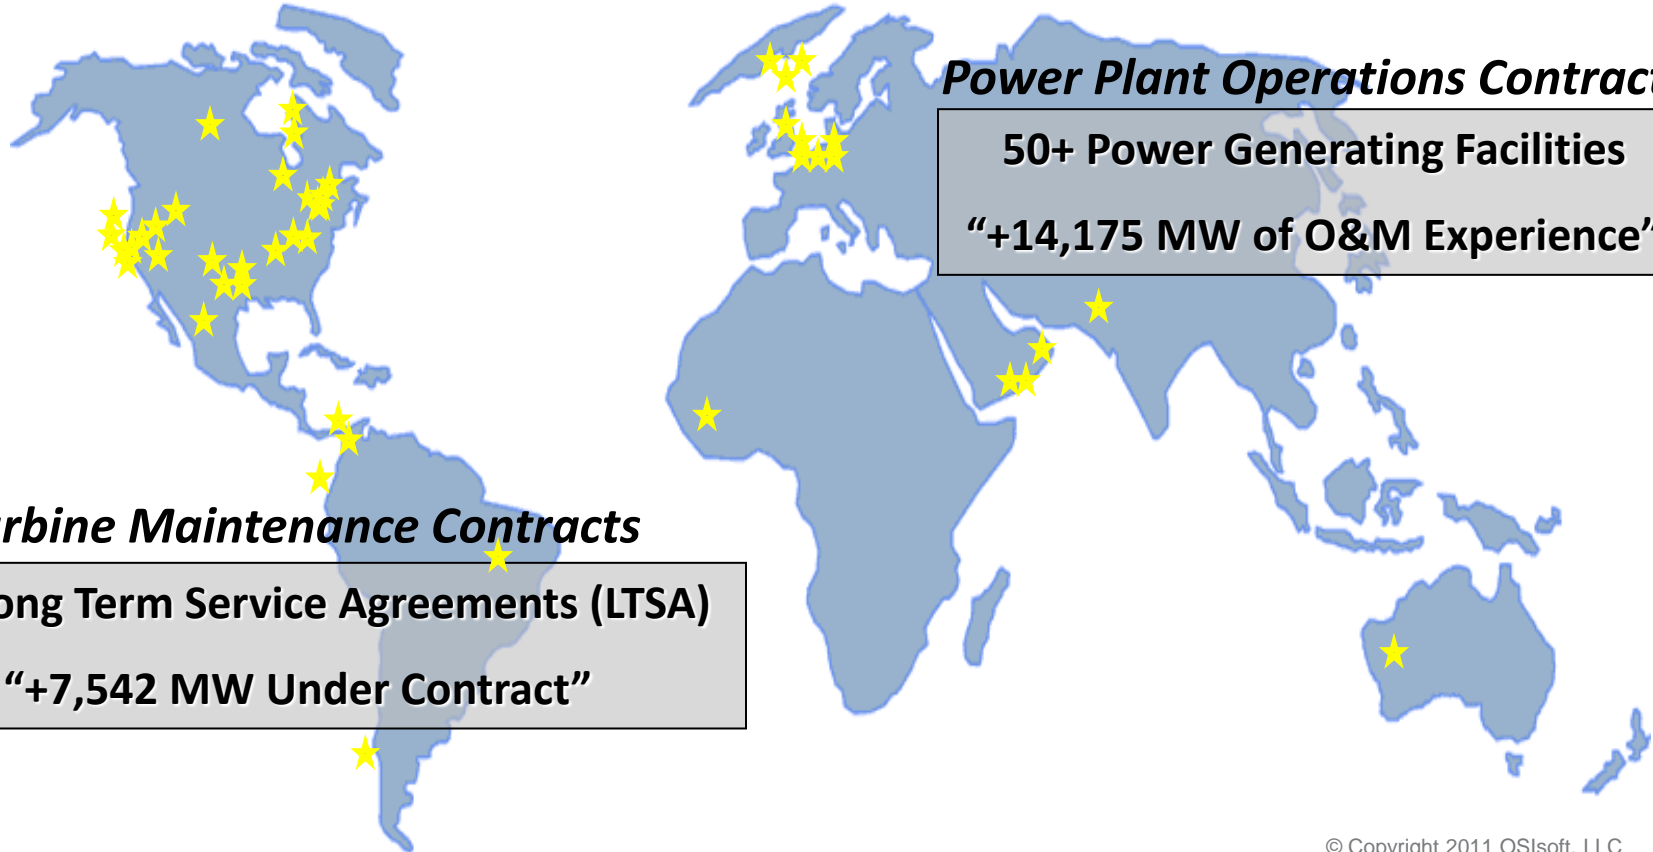 Power Plant Operations Contract
50+ Power Generating Facilities
“+14,175 MW of O&M Experience”
rbine Maintenance Contracts
ong Term Service Agreements (LTSA)
“+7,542 MW Under Contract”
© Copyright 2011 OSIsoft, LLC